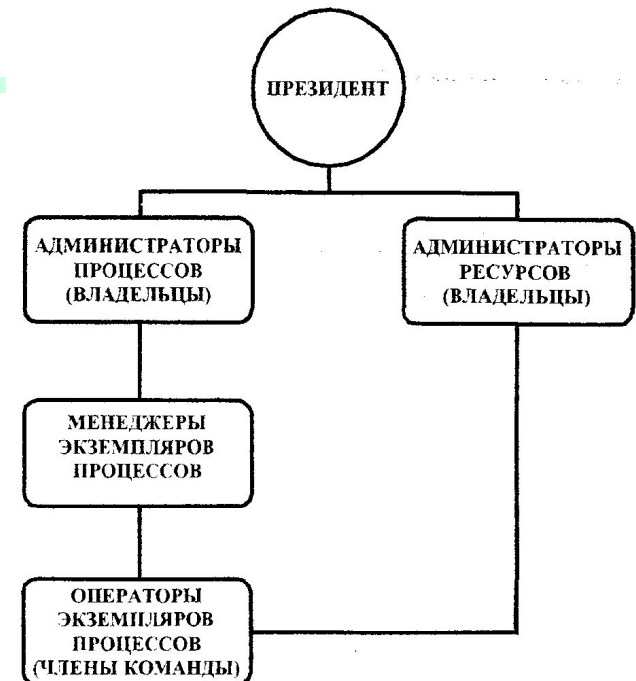 ПРЕЗИДЕНТ
АДМИНИСТРАТОРЫ
ПРОЦЕССОВ
(ВЛАДЕЛЬЦЫ)
АДМИНИСТРАТОРЫ
РЕСУРСОВ
(ВЛАДЕЛЬЦЫ)
МЕНЕДЖЕРЫ
ЭКЗЕМПЛЯРОВ
ПРОЦЕССОВ
ОПЕРАТОРЫ
ЭКЗЕМПЛЯРОВ
ПРОЦЕССОВ
(ЧЛЕНЫ КОМАНДЫ)